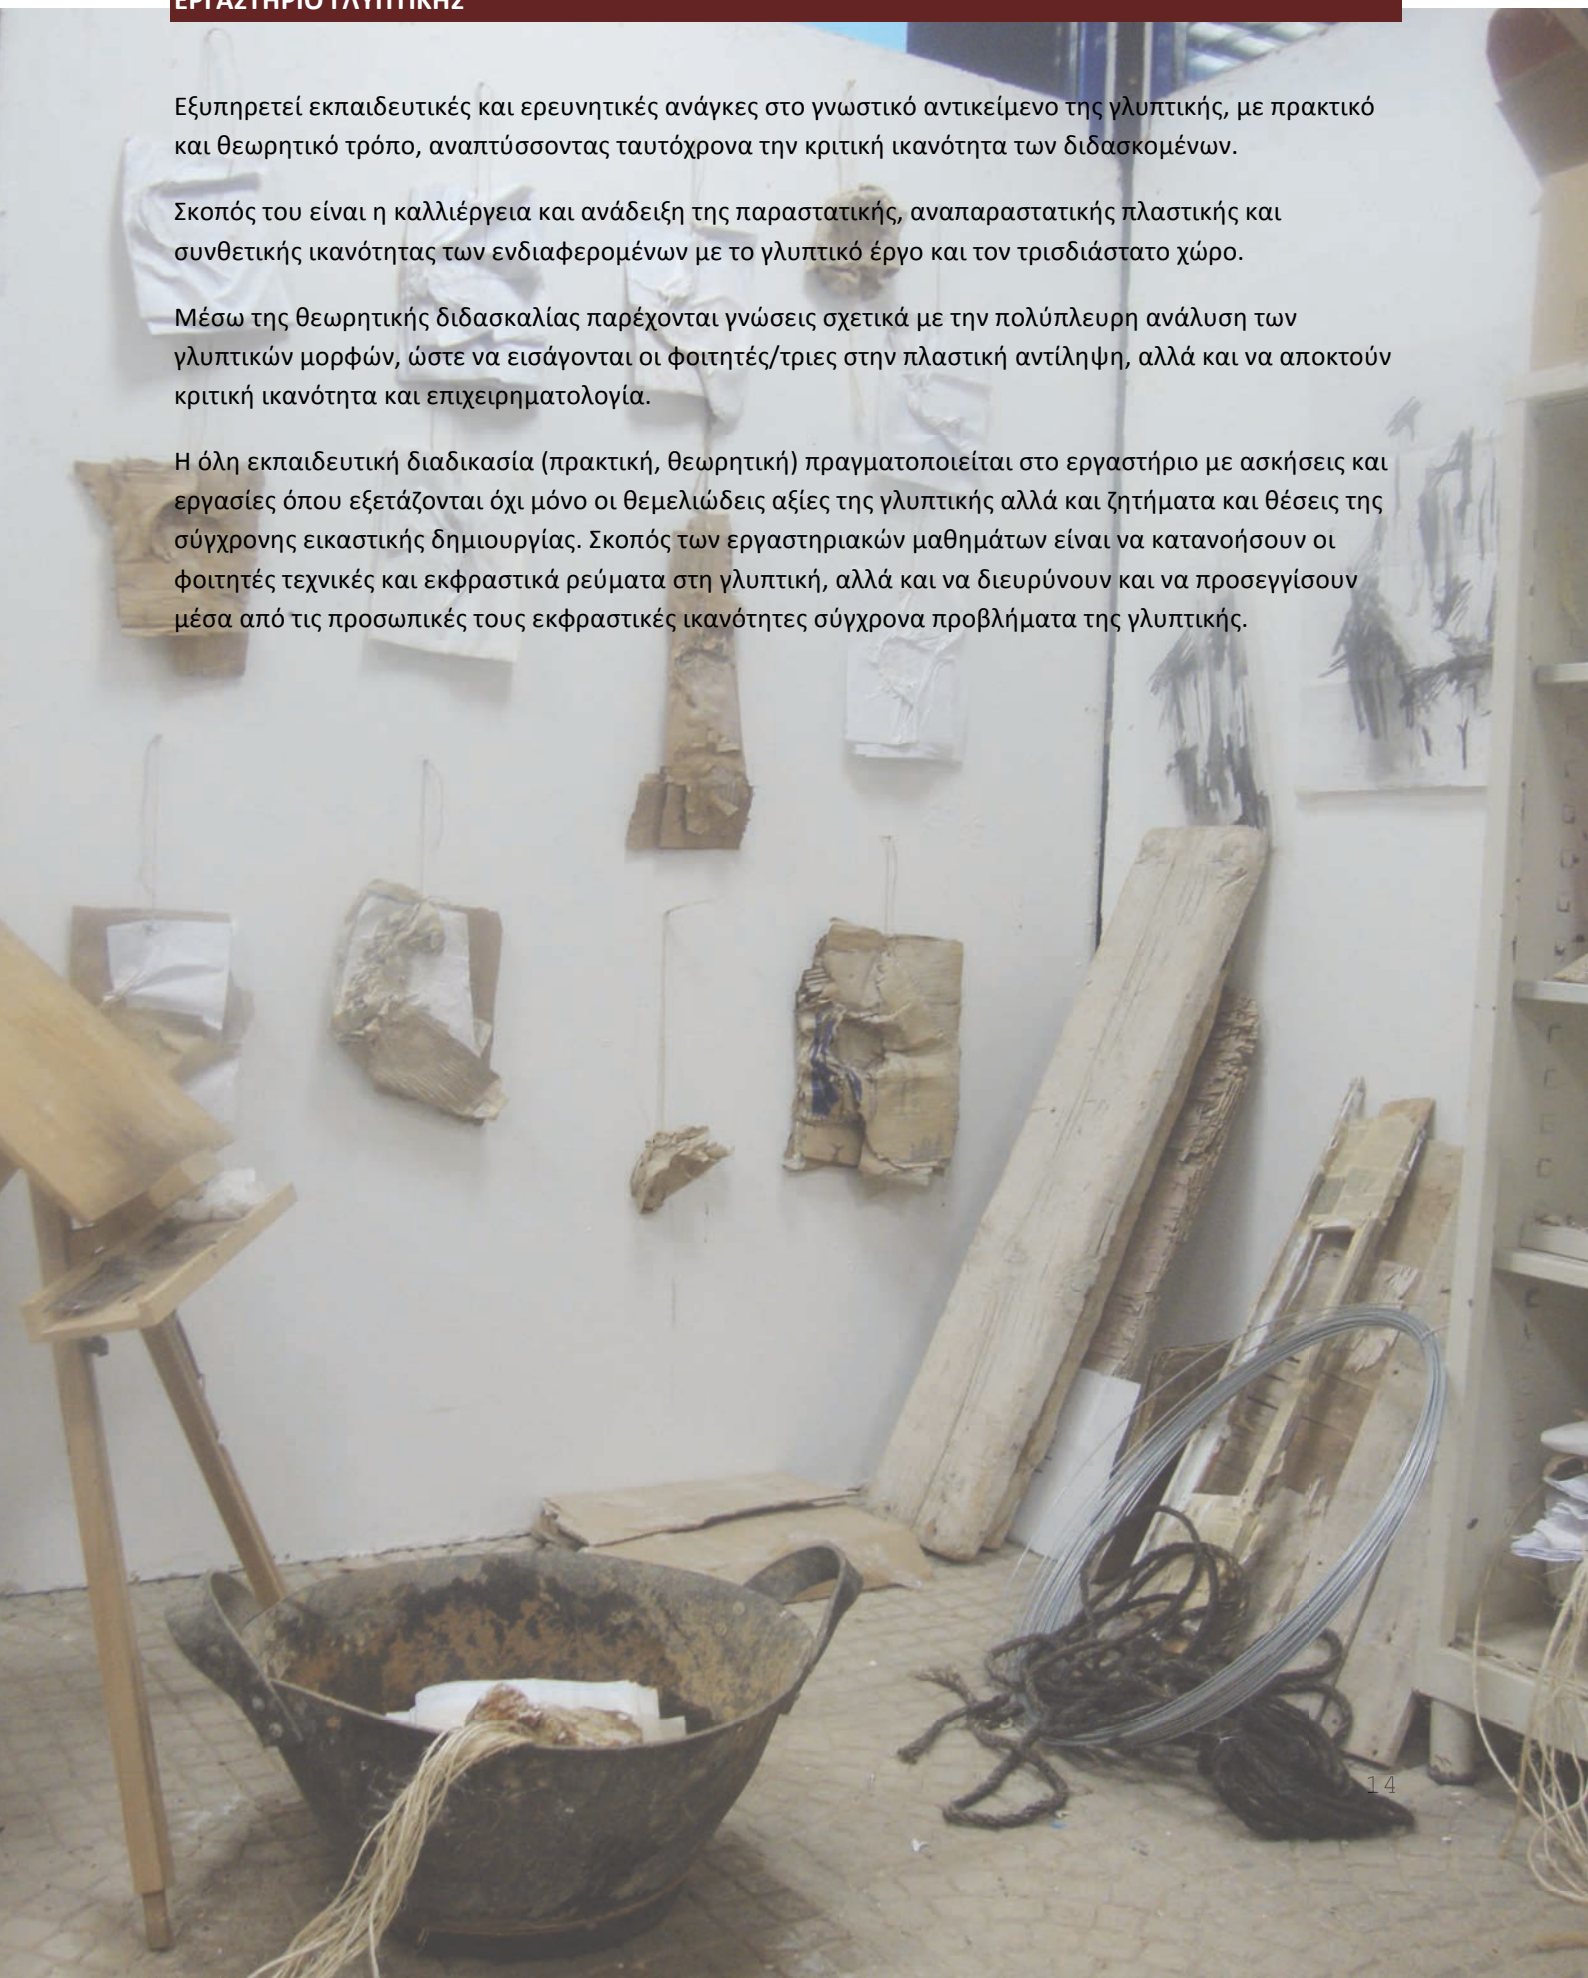 ΕΡΓΑΣΤΗΡΙΟ ΓΛΥΠΤΙΚΗΣ
Εξυπηρετεί εκπαιδευτικές και ερευνητικές ανάγκες στο γνωστικό αντικείμενο της γλυπτικής, με πρακτικό
και θεωρητικό τρόπο, αναπτύσσοντας ταυτόχρονα την κριτική ικανότητα των διδασκομένων.
Σκοπός του είναι η καλλιέργεια και ανάδειξη της παραστατικής, αναπαραστατικής πλαστικής και
συνθετικής ικανότητας των ενδιαφερομένων με το γλυπτικό έργο και τον τρισδιάστατο χώρο.
Μέσω της θεωρητικής διδασκαλίας παρέχονται γνώσεις σχετικά με την πολύπλευρη ανάλυση των
γλυπτικών μορφών, ώστε να εισάγονται οι φοιτητές/τριες στην πλαστική αντίληψη, αλλά και να αποκτούν
κριτική ικανότητα και επιχειρηματολογία.
Η όλη εκπαιδευτική διαδικασία (πρακτική, θεωρητική) πραγματοποιείται στο εργαστήριο με ασκήσεις και
εργασίες όπου εξετάζονται όχι μόνο οι θεμελιώδεις αξίες της γλυπτικής αλλά και ζητήματα και θέσεις της
σύγχρονης εικαστικής δημιουργίας. Σκοπός των εργαστηριακών μαθημάτων είναι να κατανοήσουν οι
φοιτητές τεχνικές και εκφραστικά ρεύματα στη γλυπτική, αλλά και να διευρύνουν και να προσεγγίσουν
μέσα από τις προσωπικές τους εκφραστικές ικανότητες σύγχρονα προβλήματα της γλυπτικής.
14